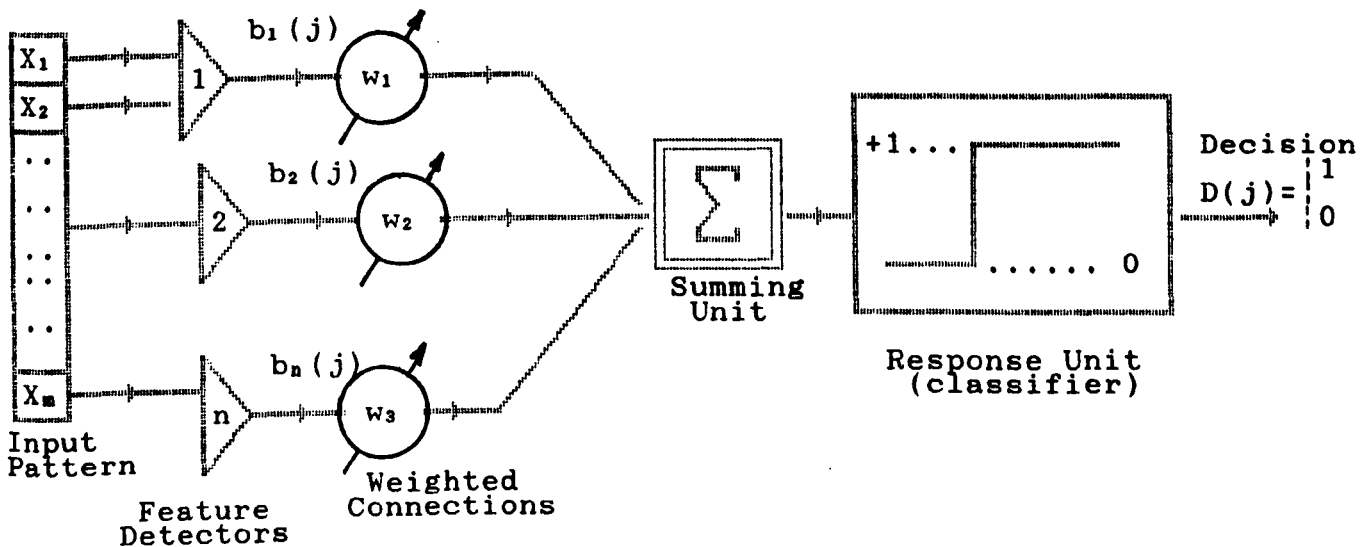 X₁
X₂
..
..
..
..
..
Xₘ
Input
Pattern
1
2
n
Feature
Detectors
b₁(j)
b₂(j)
bₙ(j)
w₁
w₂
w₃
Weighted
Connections
Σ
Summing
Unit
+1...
...... 0
Response Unit
(classifier)
Decision
D(j)=
1
0